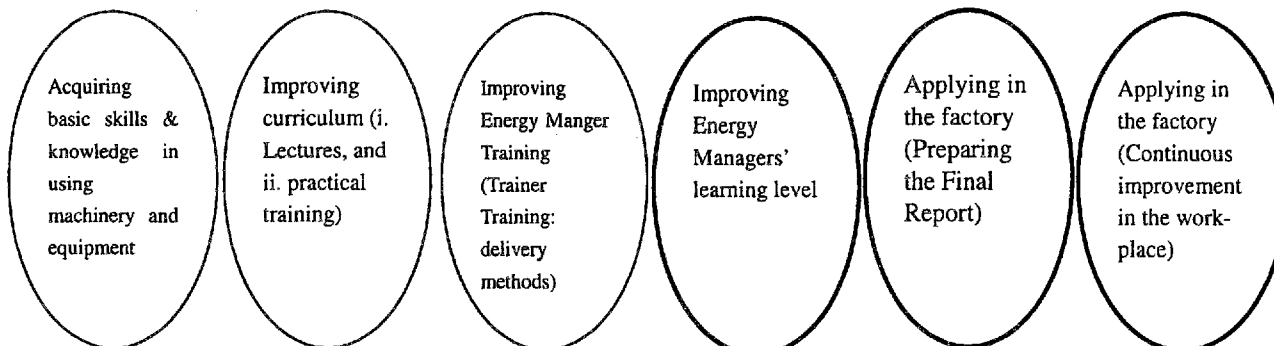 Acquiring
basic skills &
knowledge in
using
machinery and
equipment
Improving
curriculum (i.
Lectures, and
ii. practical
training)
Improving
Energy Manger
Training
(Trainer
Training:
delivery
methods)
Improving
Energy
Managers'
learning level
Applying in
the factory
(Preparing
the Final
Report)
Applying in
the factory
(Continuous
improvement
in the work-
place)